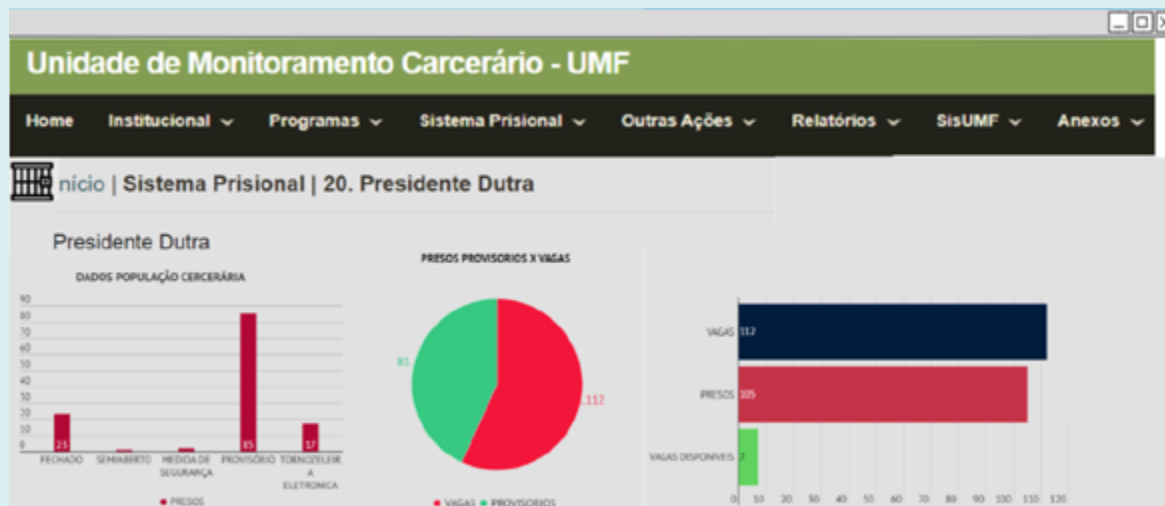 Unidade de Monitoramento Carcerário - UMF
Home Institucional Programas Sistema Prisional Outras Ações Relatórios SisUMF Anexos
nício | Sistema Prisional | 20. Presidente Dutra
Presidente Dutra
DADOS POPULAÇÃO CERCERÁRIA
90
80
70
60
50
40
30
20
10
0
23
85
17
FECHADO SEMIABERTO MEDIDA DE SEGURANÇA PROVISÓRIO TORNOZELEIR A ELETRONICA
PRESOS
PRESOS PROVISORIOS X VAGAS
112
VAGAS PROVISORIOS
VAGAS 112
PRESOS 105
VAGAS DISPONIVEIS 7
0 10 20 30 40 50 60 70 80 90 100 110 120